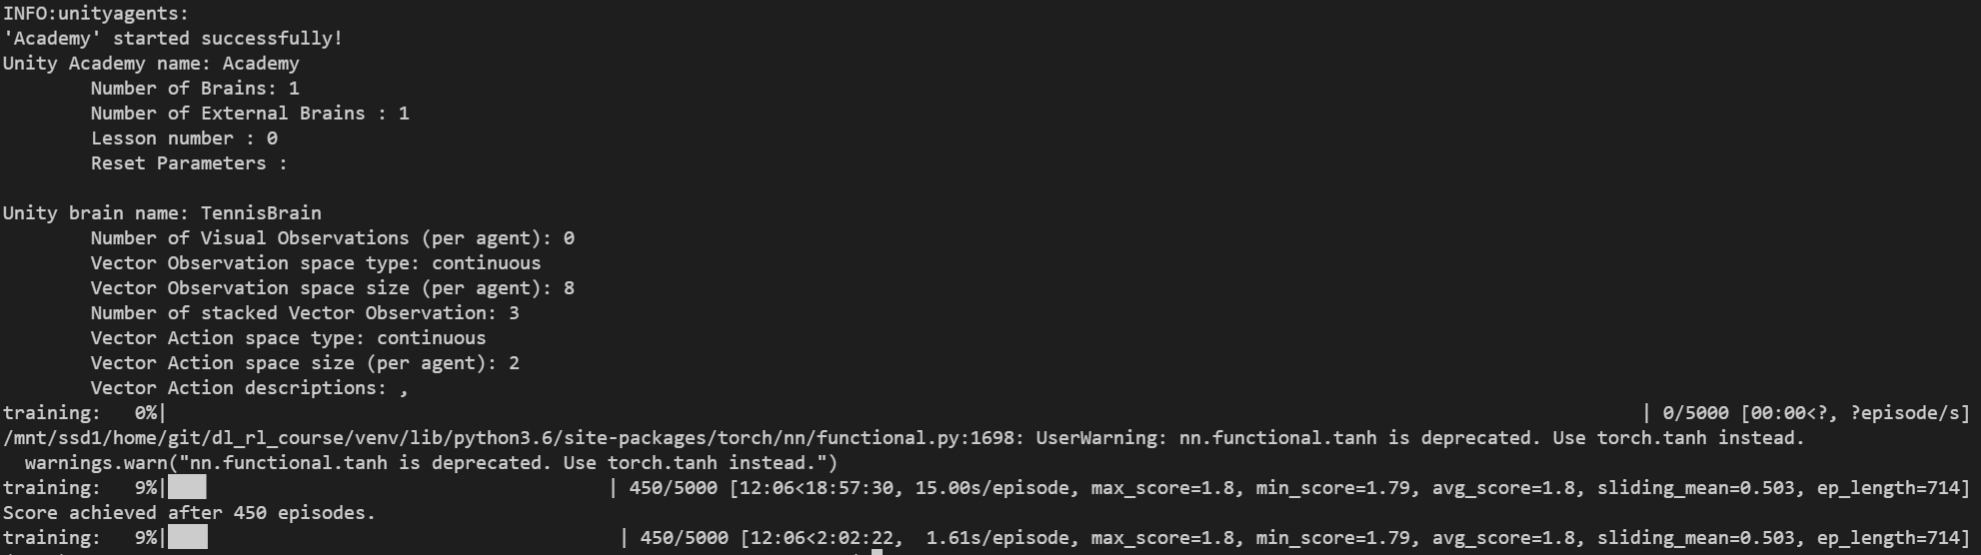 INFO:unityagents:
'Academy' started successfully!
Unity Academy name: Academy
        Number of Brains: 1
        Number of External Brains : 1
        Lesson number : 0
        Reset Parameters :

Unity brain name: TennisBrain
        Number of Visual Observations (per agent): 0
        Vector Observation space type: continuous
        Vector Observation space size (per agent): 8
        Number of stacked Vector Observation: 3
        Vector Action space type: continuous
        Vector Action space size (per agent): 2
        Vector Action descriptions: ,
training:   0%| | 0/5000 [00:00<?, ?episode/s]
/mnt/ssd1/home/git/dl_rl_course/venv/lib/python3.6/site-packages/torch/nn/functional.py:1698: UserWarning: nn.functional.tanh is deprecated. Use torch.tanh instead.
  warnings.warn("nn.functional.tanh is deprecated. Use torch.tanh instead.")
training:   9%| | 450/5000 [12:06<18:57:30, 15.00s/episode, max_score=1.8, min_score=1.79, avg_score=1.8, sliding_mean=0.503, ep_length=714]
Score achieved after 450 episodes.
training:   9%| | 450/5000 [12:06<2:02:22,  1.61s/episode, max_score=1.8, min_score=1.79, avg_score=1.8, sliding_mean=0.503, ep_length=714]